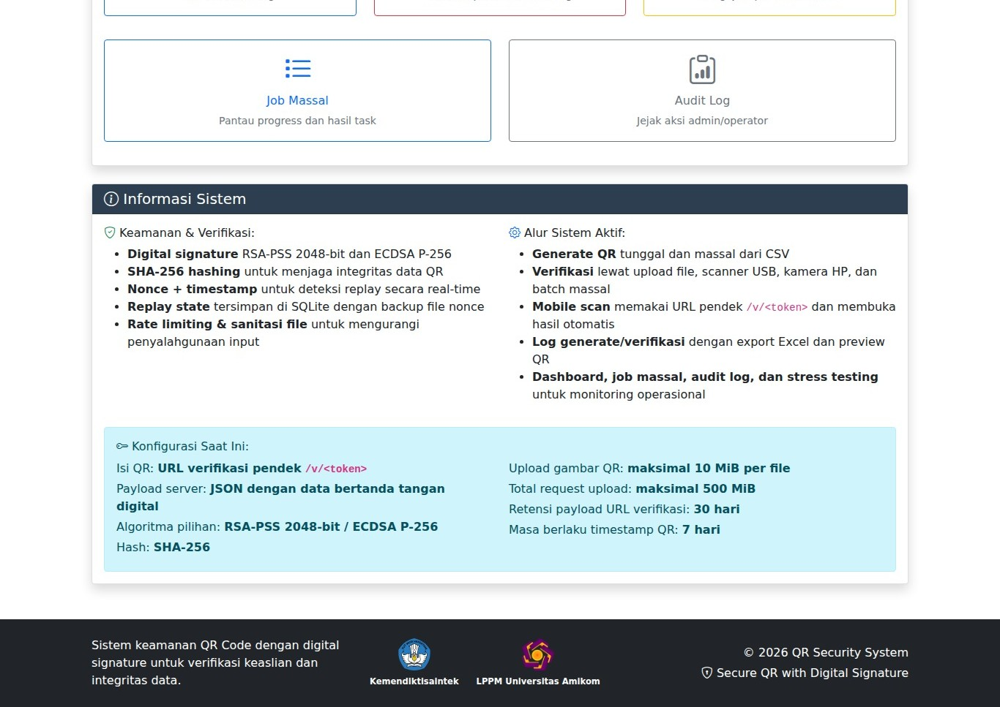 Job Massal
Pantau progress dan hasil task
Audit Log
Jejak aksi admin/operator
Informasi Sistem
Keamanan & Verifikasi:
• Digital signature RSA-PSS 2048-bit dan ECDSA P-256
• SHA-256 hashing untuk menjaga integritas data QR
• Nonce + timestamp untuk deteksi replay secara real-time
• Replay state tersimpan di SQLite dengan backup file nonce
• Rate limiting & sanitasi file untuk mengurangi
penyalahgunaan input
Alur Sistem Aktif:
• Generate QR tunggal dan massal dari CSV
• Verifikasi lewat upload file, scanner USB, kamera HP, dan
batch massal
• Mobile scan memakai URL pendek /v/<token> dan membuka
hasil otomatis
• Log generate/verifikasi dengan export Excel dan preview
QR
• Dashboard, job massal, audit log, dan stress testing
untuk monitoring operasional
Konfigurasi Saat Ini:
Isi QR: URL verifikasi pendek /v/<token>
Payload server: JSON dengan data bertanda tangan
digital
Algoritma pilihan: RSA-PSS 2048-bit / ECDSA P-256
Hash: SHA-256
Upload gambar QR: maksimal 10 MiB per file
Total request upload: maksimal 500 MiB
Retensi payload URL verifikasi: 30 hari
Masa berlaku timestamp QR: 7 hari
Sistem keamanan QR Code dengan digital
signature untuk verifikasi keaslian dan
integritas data.
Kemendiktisaintek
LPPM Universitas Amikom
© 2026 QR Security System
Secure QR with Digital Signature